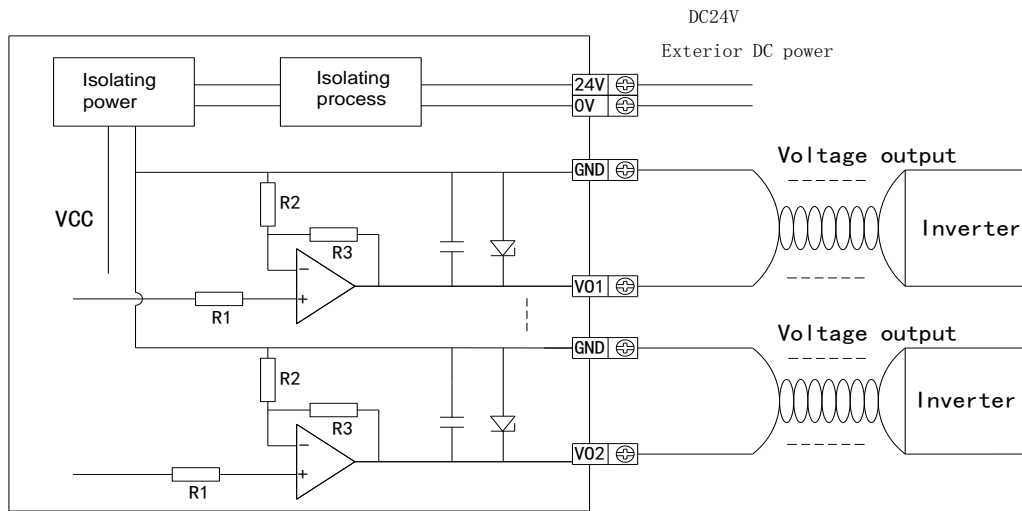 DC24V
Exterior DC power
Isolating
power
Isolating
process
24V
0V
GND
Voltage output
R2
VCC
R3
Inverter
−
+
VO1
R1
GND
Voltage output
R2
R3
Inverter
−
VO2
+
R1